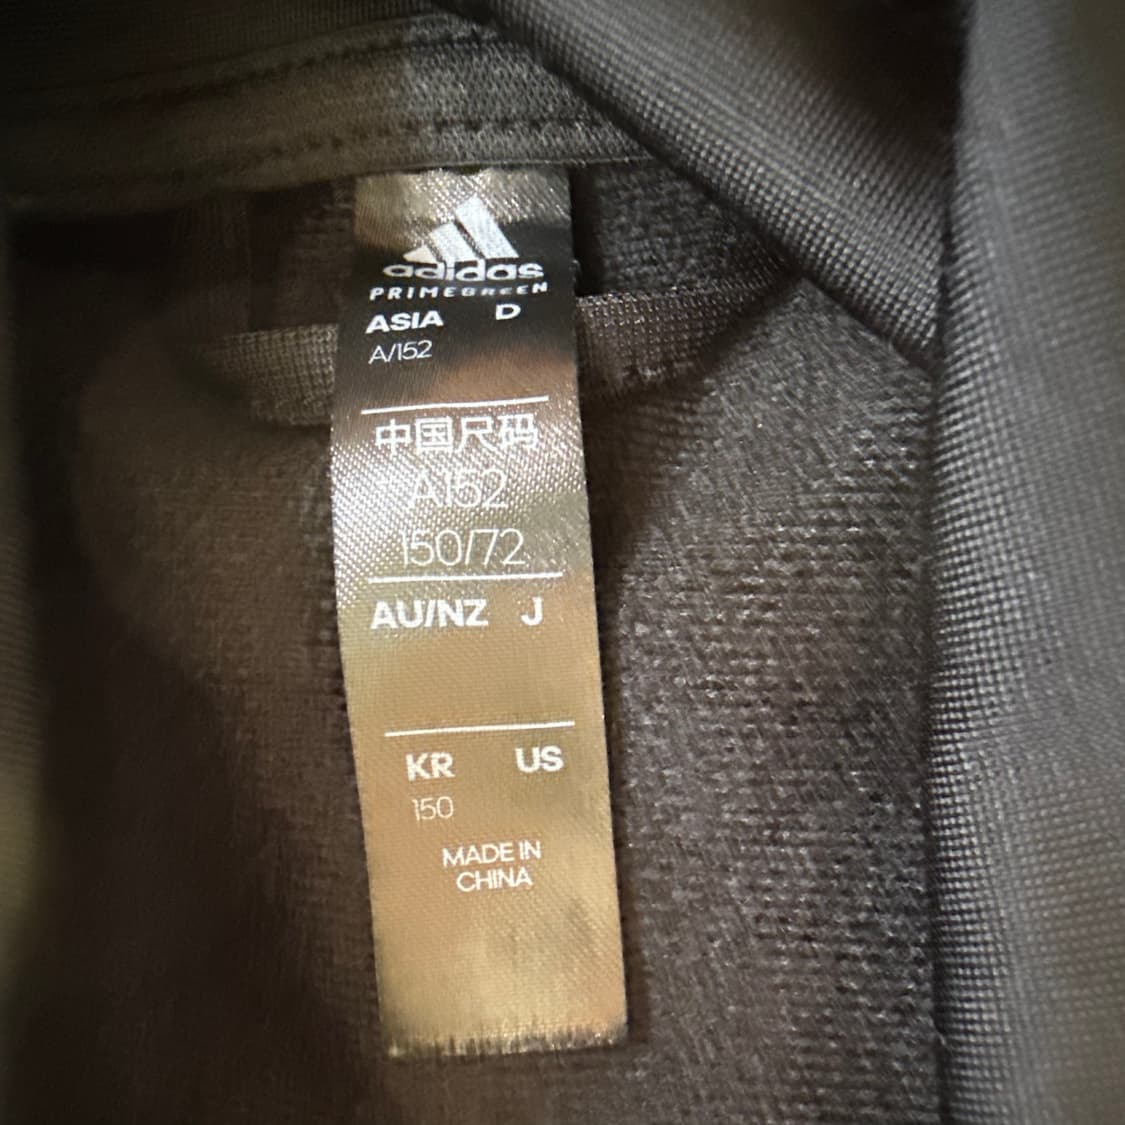 adidas
PRIMEGREEN
ASIA D
A/152
中国尺码
A152
150/72
AU/NZ J
KR US
150
MADE IN
CHINA